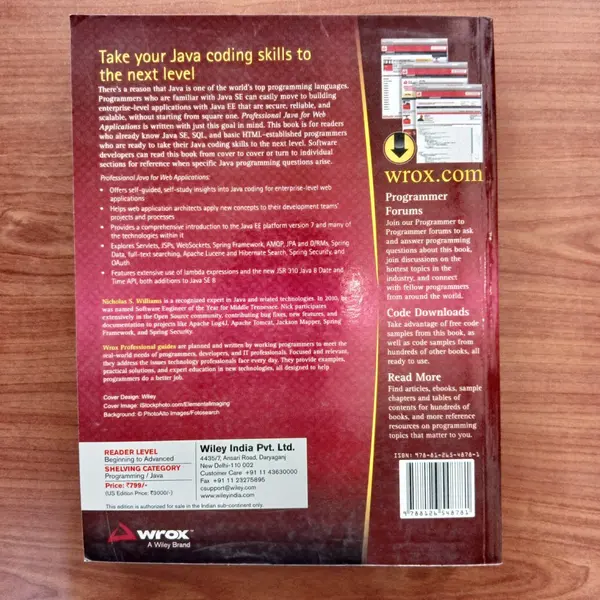 Take your Java coding skills to
the next level
There's a reason that Java is one of the world's top programming languages.
Programmers who are familiar with Java SE can easily move to building
enterprise-level applications with Java EE that are secure, reliable, and
scalable, without starting from square one. Professional Java for Web
Applications is written with just this goal in mind. This book is for readers
who already know Java SE, SQL, and basic HTML-established programmers
who are ready to take their Java coding skills to the next level. Software
developers can read this book from cover to cover or turn to individual
sections for reference when specific Java programming questions arise.
Professional Java for Web Applications:
• Offers self-guided, self-study insights into Java coding for enterprise-level web
applications
• Helps web application architects apply new concepts to their development teams'
projects and processes
• Provides a comprehensive introduction to the Java EE platform version 7 and many of
the technologies within it
• Explores Servlets, JSPs, WebSockets, Spring Framework, AMQP, JPA and O/RMs, Spring
Data, full-text searching, Apache Lucene and Hibernate Search, Spring Security, and
OAuth
• Features extensive use of lambda expressions and the new JSR 310 Java 8 Date and
Time API, both additions to Java SE 8
Nicholas S. Williams is a recognized expert in Java and related technologies. In 2010, he
was named Software Engineer of the Year for Middle Tennessee. Nick participates
extensively in the Open Source community, contributing bug fixes, new features, and
documentation to projects like Apache Log4J, Apache Tomcat, Jackson Mapper, Spring
Framework, and Spring Security.
Wrox Professional guides are planned and written by working programmers to meet the
real-world needs of programmers, developers, and IT professionals. Focused and relevant,
they address the issues technology professionals face every day. They provide examples,
practical solutions, and expert education in new technologies, all designed to help
programmers do a better job.
Cover Design: Wiley
Cover Image: iStockphoto.com/ElementalImaging
Background: © PhotoAlto Images/Fotosearch
READER LEVEL
Beginning to Advanced
SHELVING CATEGORY
Programming / Java
Price: ₹799/-
(US Edition Price: ₹3000/-)
Wiley India Pvt. Ltd.
4435/7, Ansari Road, Daryaganj
New Delhi-110 002
Customer Care +91 11 43630000
Fax +91 11 23275895
csupport@wiley.com
www.wileyindia.com
This edition is authorized for sale in the Indian sub-continent only.
wrox
A Wiley Brand
wrox.com
Programmer
Forums
Join our Programmer to
Programmer forums to ask
and answer programming
questions about this book,
join discussions on the
hottest topics in the
industry, and connect
with fellow programmers
from around the world.
Code Downloads
Take advantage of free code
samples from this book, as
well as code samples from
hundreds of other books, all
ready to use.
Read More
Find articles, ebooks, sample
chapters and tables of
contents for hundreds of
books, and more reference
resources on programming
topics that matter to you.
ISBN: 978-81-265-4878-1
9 788126 548781